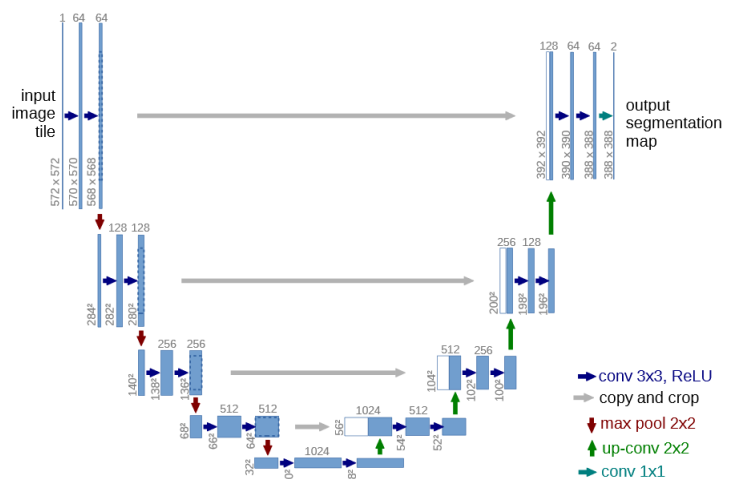 1 64 64
input
image
tile
572 x 572
570 x 570
568 x 568
128 64 64 2
output
segmentation
map
392 x 392
390 x 390
388 x 388
388 x 388
128 128
284²
282²
280²
256 128
200²
198²
196²
256 256
140²
138²
136²
512 256
104²
102²
100²
512 512
68²
66²
64²
1024 512
56²
54²
52²
1024
32²
0²
8²
conv 3x3, ReLU
copy and crop
max pool 2x2
up-conv 2x2
conv 1x1